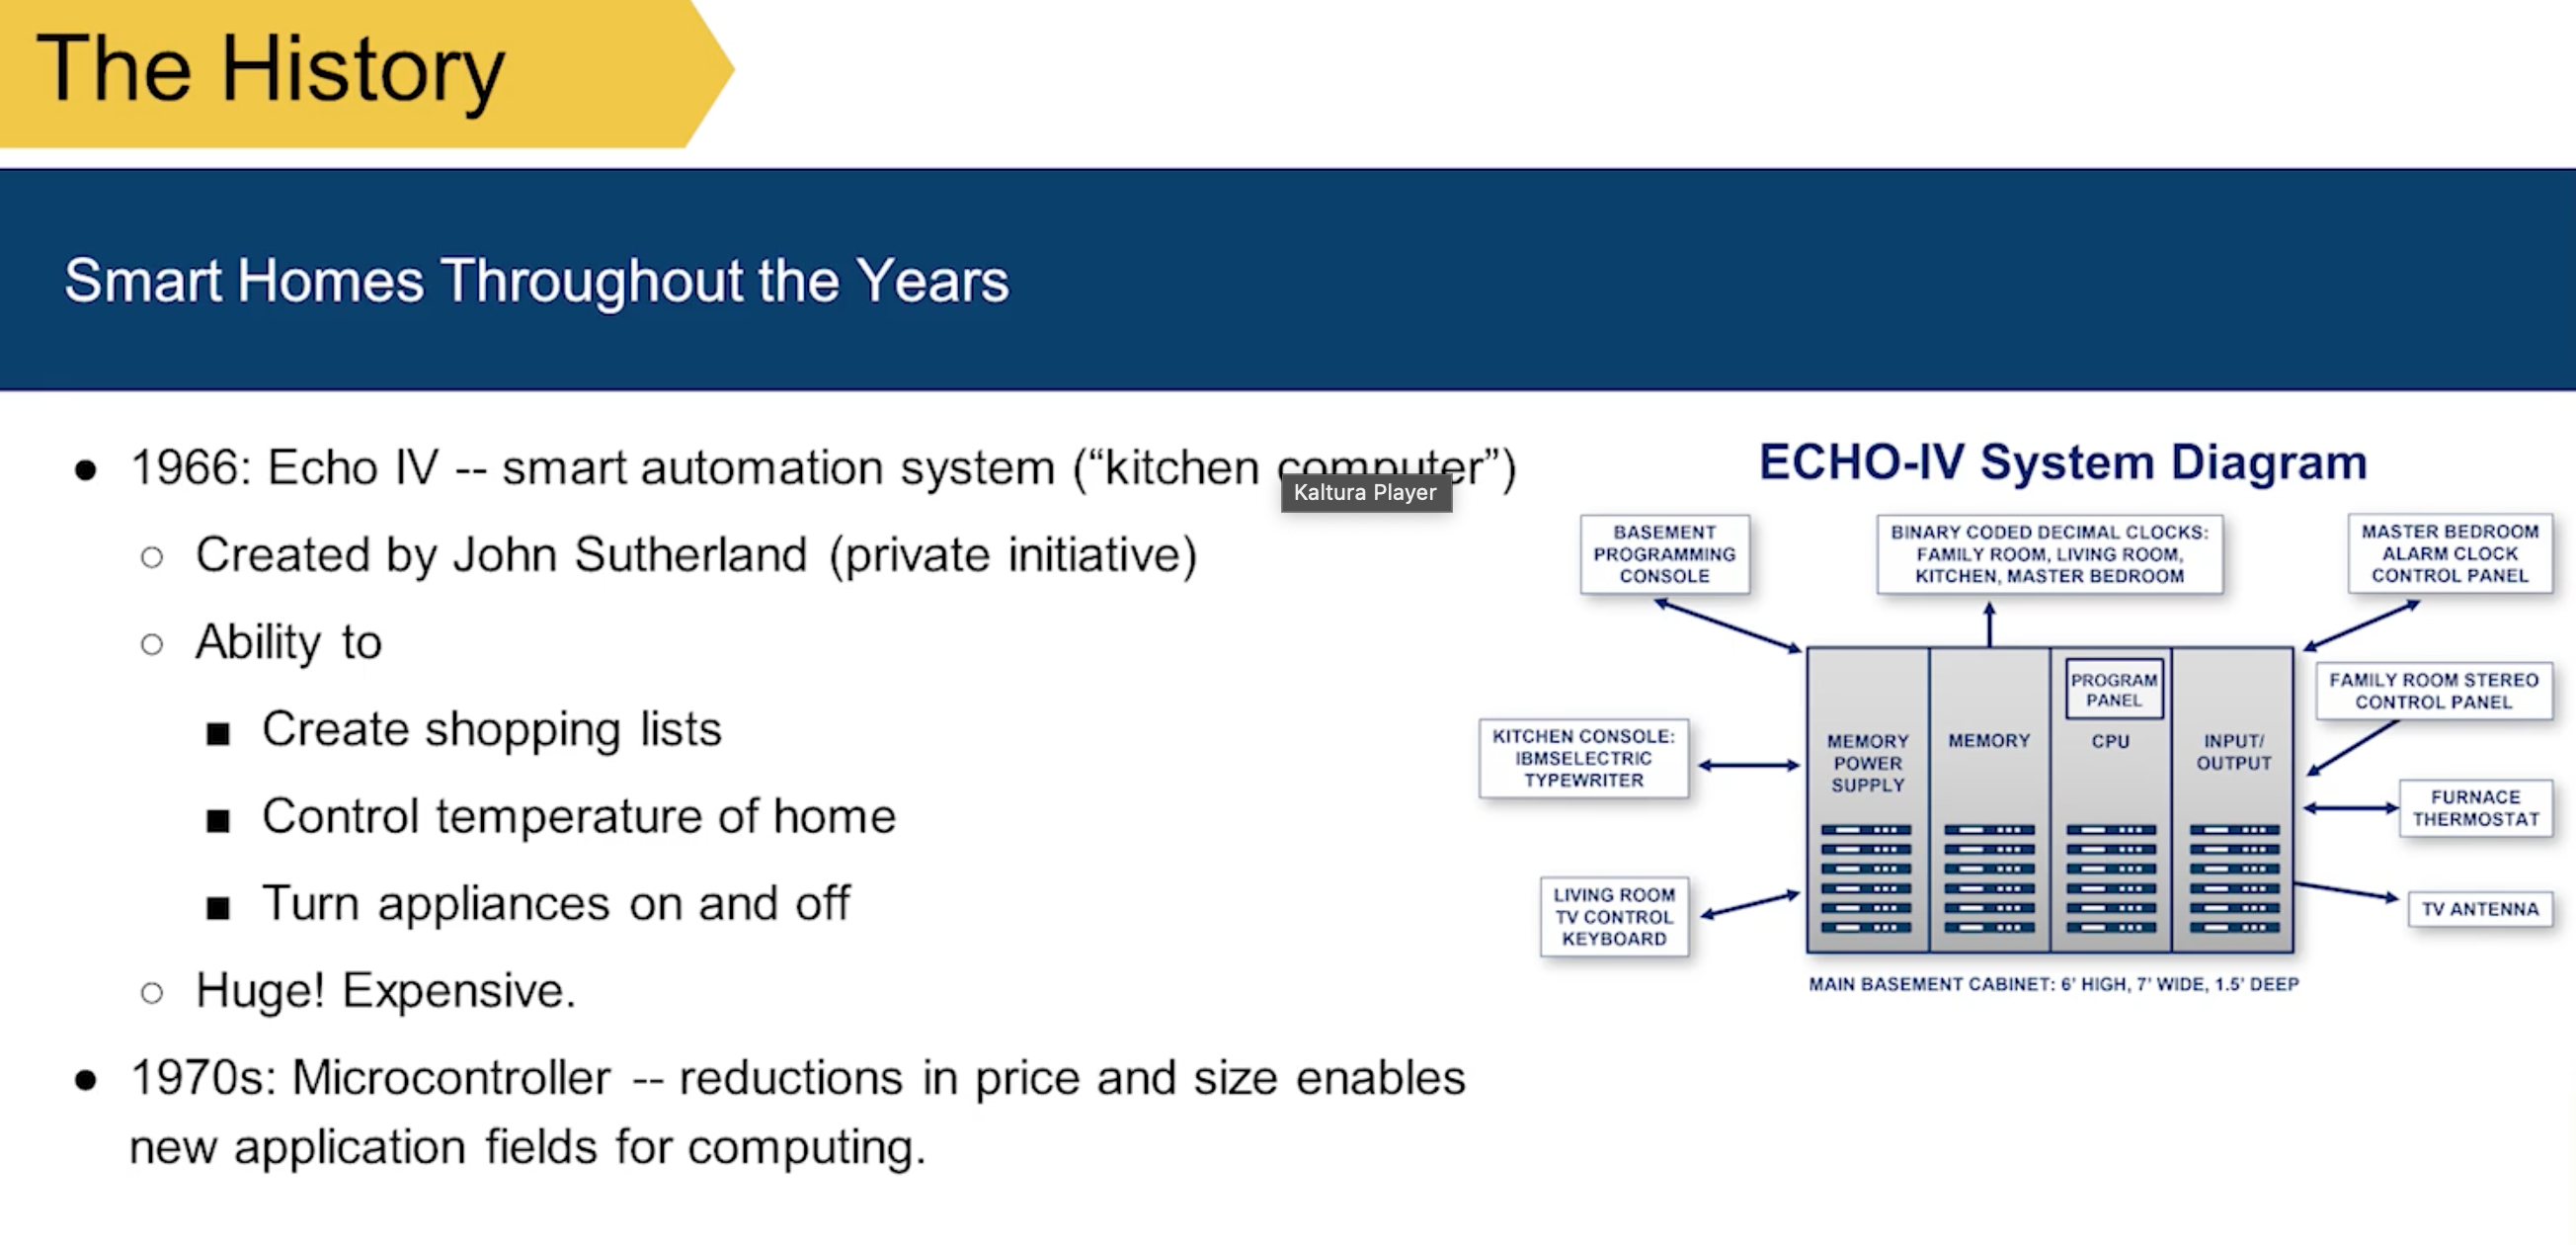 The History
Smart Homes Throughout the Years
● 1966: Echo IV -- smart automation system (“kitchen computer”)
Kaltura Player
○ Created by John Sutherland (private initiative)
○ Ability to
■ Create shopping lists
■ Control temperature of home
■ Turn appliances on and off
○ Huge! Expensive.
● 1970s: Microcontroller -- reductions in price and size enables
new application fields for computing.
ECHO-IV System Diagram
BASEMENT
PROGRAMMING
CONSOLE
BINARY CODED DECIMAL CLOCKS:
FAMILY ROOM, LIVING ROOM,
KITCHEN, MASTER BEDROOM
MASTER BEDROOM
ALARM CLOCK
CONTROL PANEL
KITCHEN CONSOLE:
IBMSELECTRIC
TYPEWRITER
LIVING ROOM
TV CONTROL
KEYBOARD
MEMORY
POWER
SUPPLY
MEMORY
PROGRAM
PANEL
CPU
INPUT/
OUTPUT
FAMILY ROOM STEREO
CONTROL PANEL
FURNACE
THERMOSTAT
TV ANTENNA
MAIN BASEMENT CABINET: 6' HIGH, 7' WIDE, 1.5' DEEP